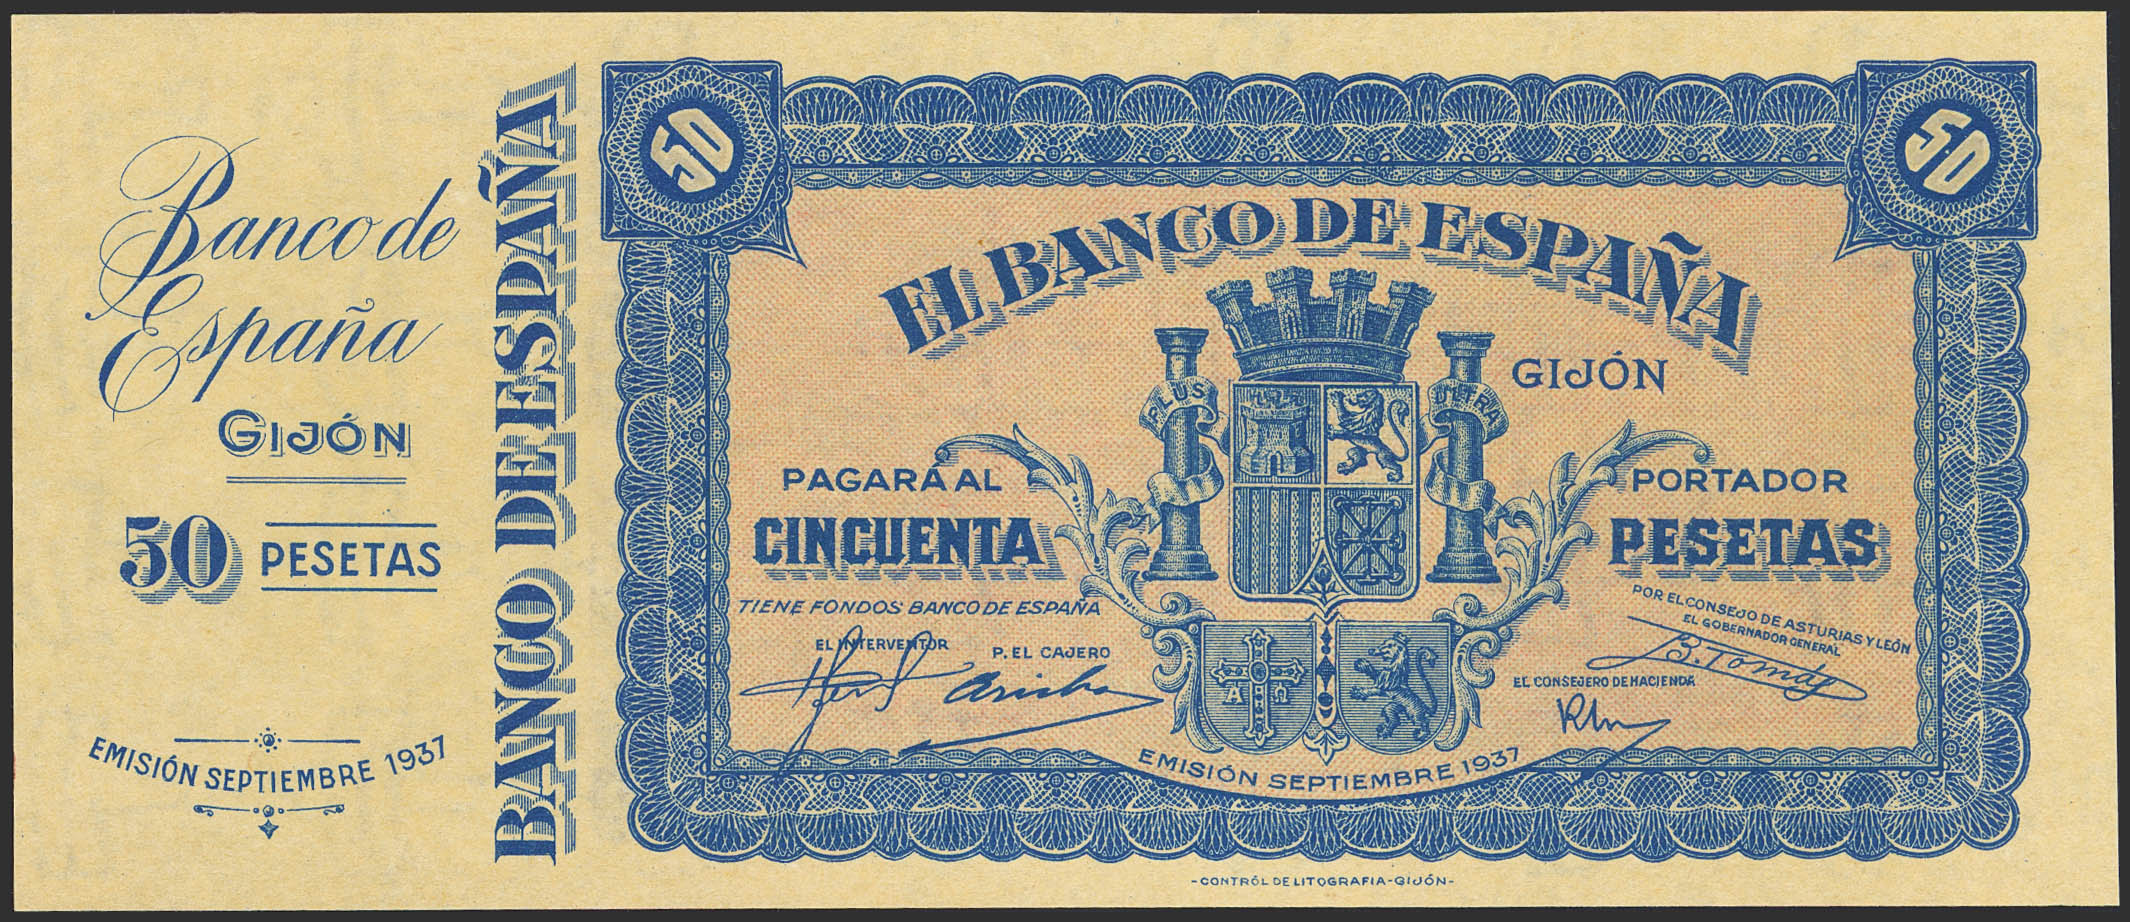 Banco de
España
GIJÓN
50 PESETAS
EMISIÓN SEPTIEMBRE 1937
BANCO DE ESPAÑA
50
50
EL BANCO DE ESPAÑA
GIJÓN
PLUS ULTRA
PAGARÁ AL PORTADOR
CINCUENTA PESETAS
TIENE FONDOS BANCO DE ESPAÑA
EL INTERVENTOR
P. EL CAJERO
POR EL CONSEJO DE ASTURIAS Y LEÓN
EL GOBERNADOR GENERAL
B. Tomás
EL CONSEJERO DE HACIENDA
Α Ω
EMISIÓN SEPTIEMBRE 1937
-CONTRÓL DE LITOGRAFIA-GIJÓN-